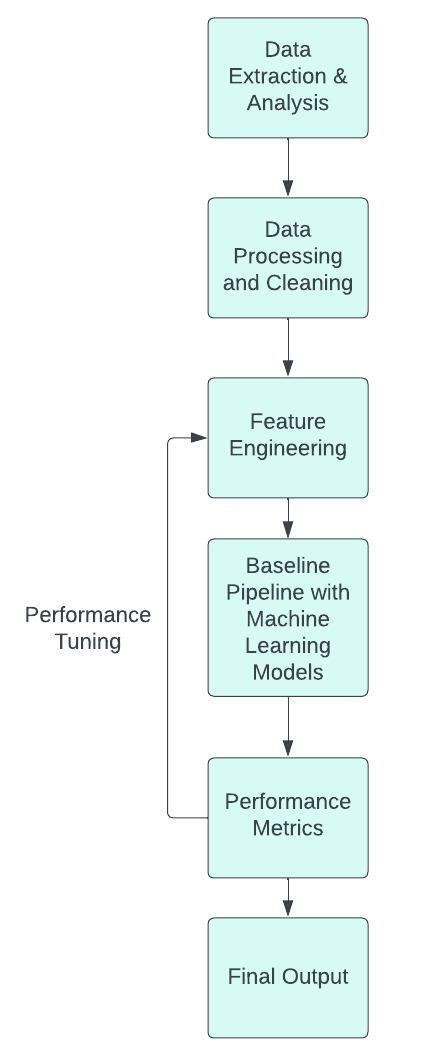 Data
Extraction &
Analysis
Data
Processing
and Cleaning
Feature
Engineering
Baseline
Pipeline with
Machine
Learning
Models
Performance
Tuning
Performance
Metrics
Final Output